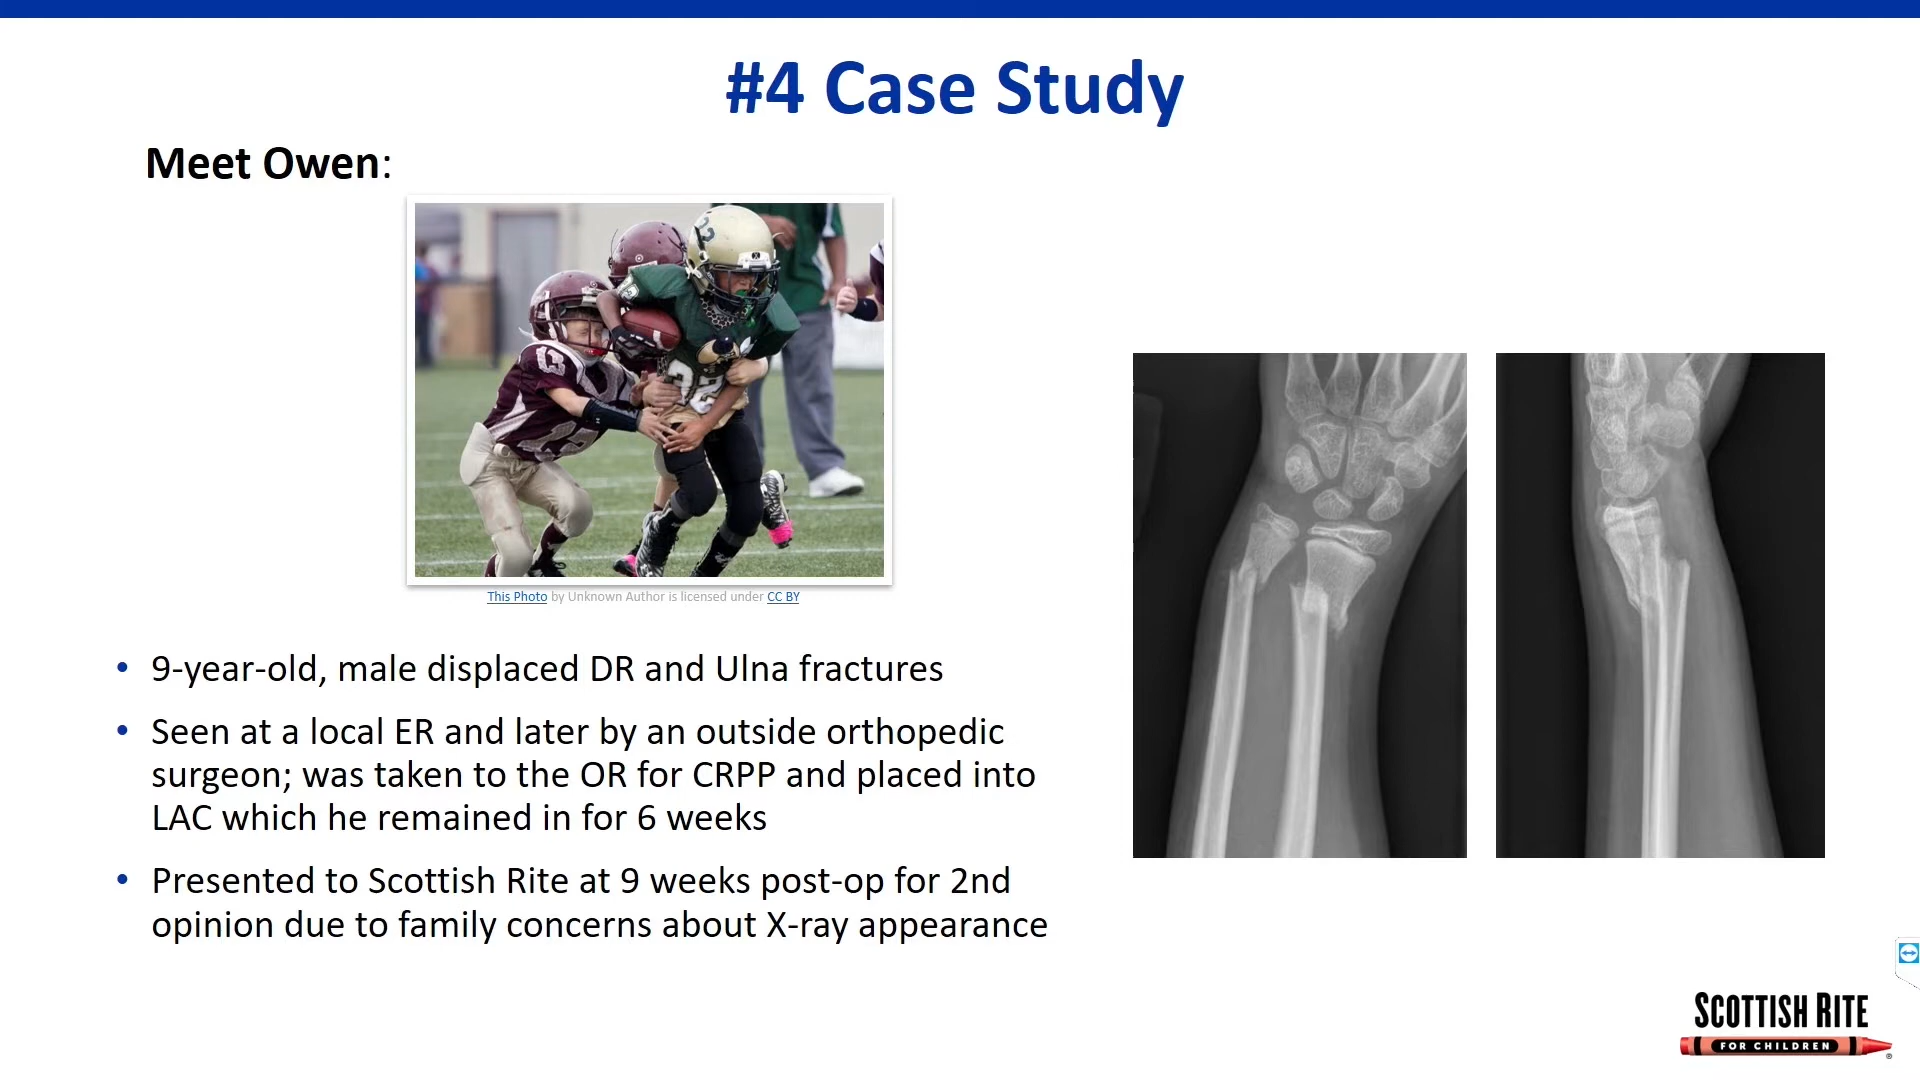 #4 Case Study
Meet Owen:
13
32
This Photo by Unknown Author is licensed under CC BY
• 9-year-old, male displaced DR and Ulna fractures
• Seen at a local ER and later by an outside orthopedic
surgeon; was taken to the OR for CRPP and placed into
LAC which he remained in for 6 weeks
• Presented to Scottish Rite at 9 weeks post-op for 2nd
opinion due to family concerns about X-ray appearance
SCOTTISH RITE
FOR CHILDREN
®